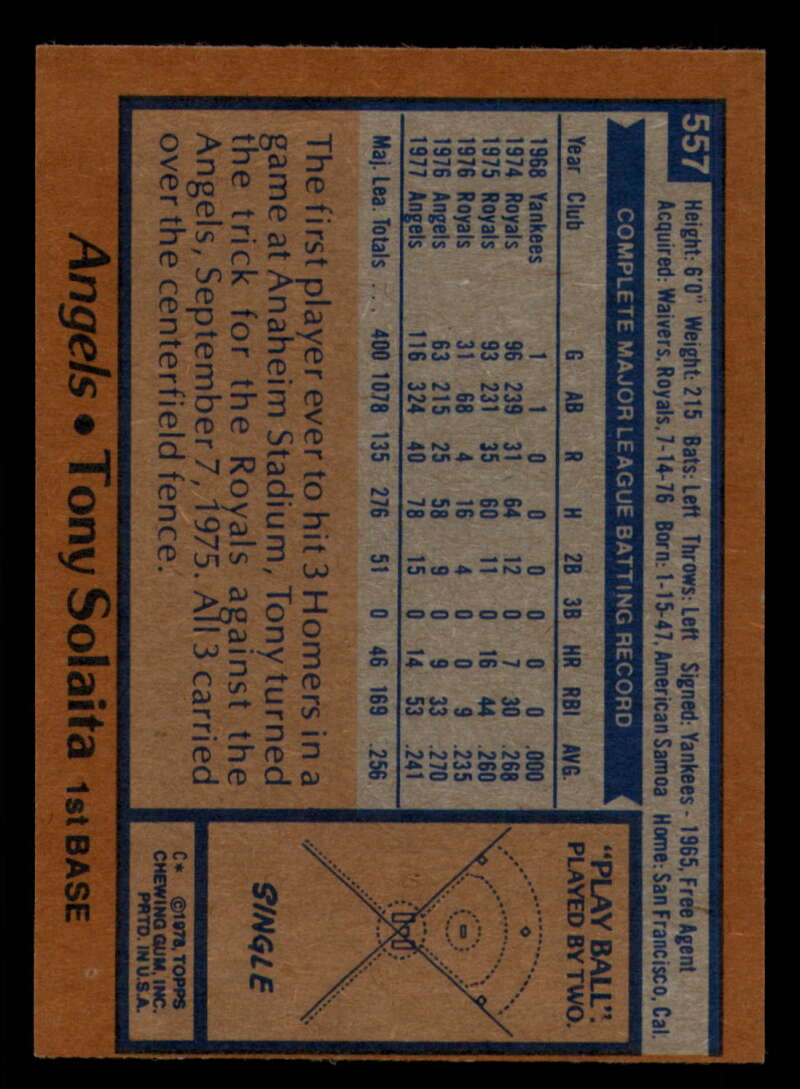 557
Height: 6'0" Weight: 215 Bats: Left Throws: Left Signed: Yankees - 1965, Free Agent
Acquired: Waivers, Royals, 7-14-76 Born: 1-15-47, American Samoa Home: San Francisco, Cal.
COMPLETE MAJOR LEAGUE BATTING RECORD
Year Club G AB R H 2B 3B HR RBI AVG.
1968 Yankees 1 1 0 0 0 0 0 0 .000
1974 Royals 96 239 31 64 12 0 7 30 .268
1975 Royals 93 231 35 60 11 0 16 44 .260
1976 Royals 31 68 4 16 4 0 0 9 .235
1976 Angels 63 215 25 58 9 0 9 33 .270
1977 Angels 116 324 40 78 15 0 14 53 .241
Maj. Lea. Totals ... 400 1078 135 276 51 0 46 169 .256
The first player ever to hit 3 Homers in a
game at Anaheim Stadium, Tony turned
the trick for the Royals against the
Angels, September 7, 1975. All 3 carried
over the centerfield fence.
"PLAY BALL":
PLAYED BY TWO.
SINGLE
C* ©1978, TOPPS
CHEWING GUM, INC.
PRTD. IN U.S.A.
Angels • Tony Solaita 1st BASE